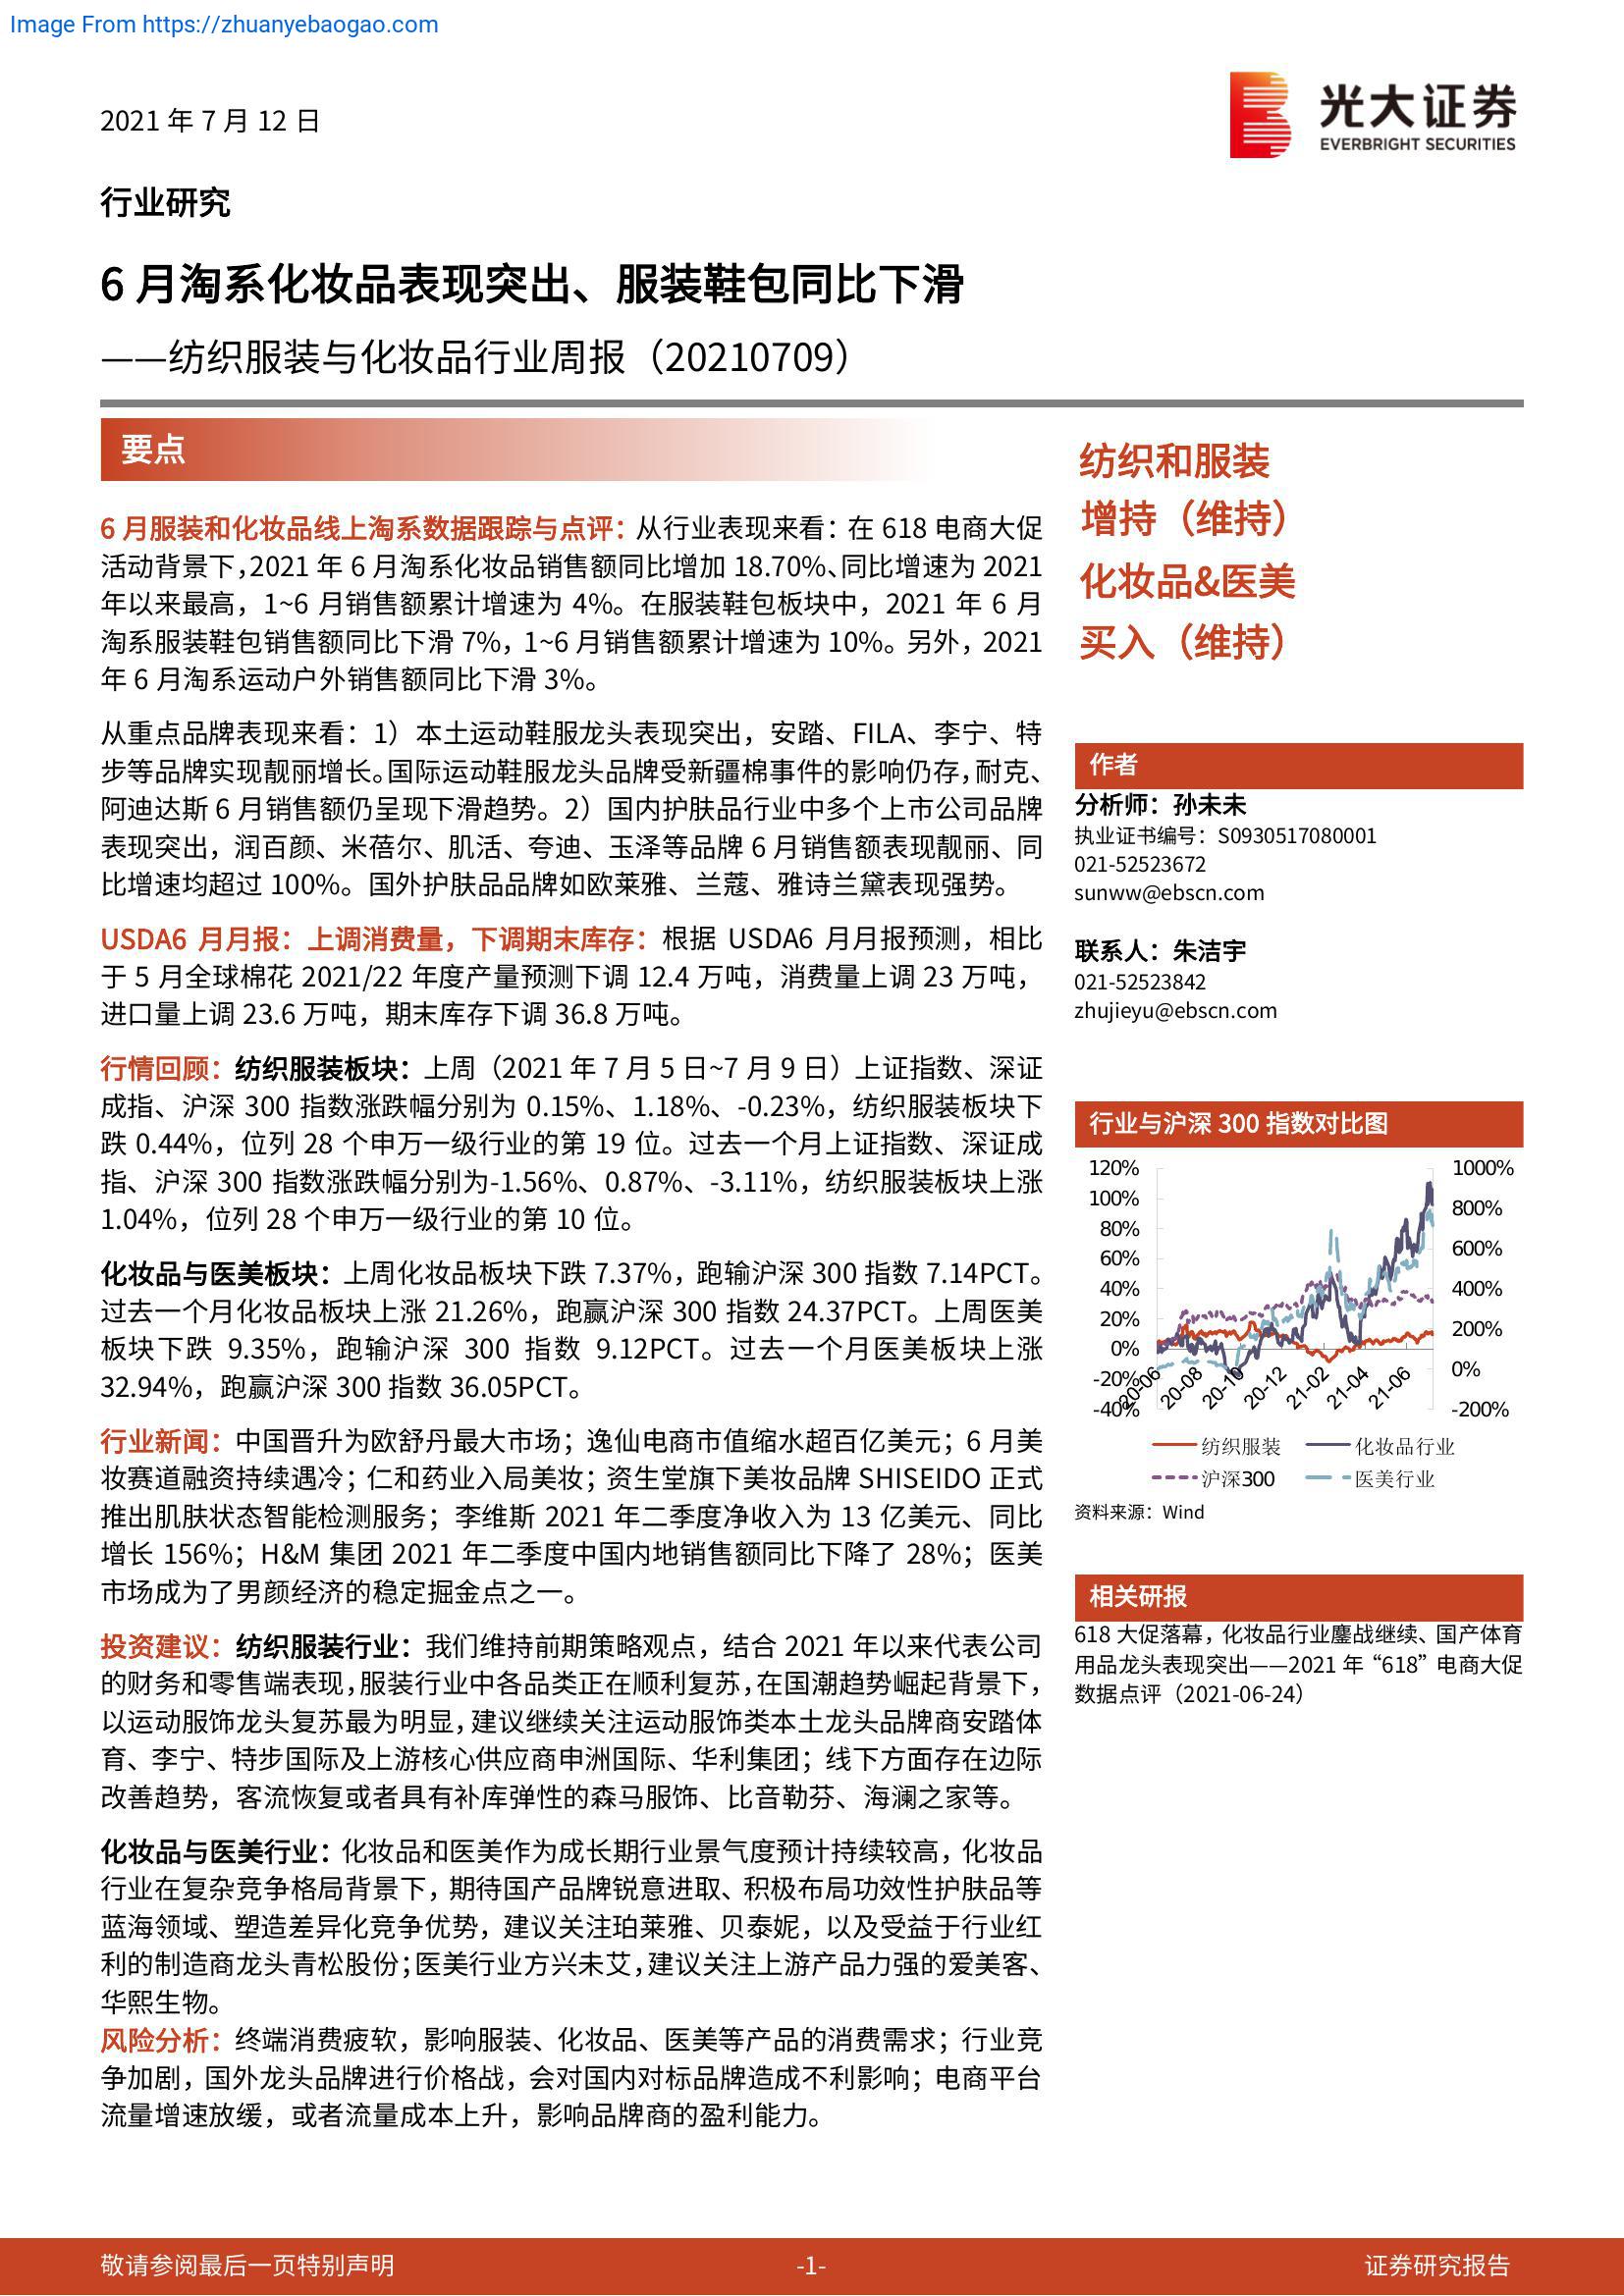 Image From https://zhuanyebaogao.com
2021 年 7 月 12 日
光大证券
EVERBRIGHT SECURITIES
行业研究
6 月淘系化妆品表现突出、服装鞋包同比下滑
——纺织服装与化妆品行业周报（20210709）
要点
6 月服装和化妆品线上淘系数据跟踪与点评：从行业表现来看：在 618 电商大促
活动背景下，2021 年 6 月淘系化妆品销售额同比增加 18.70%、同比增速为 2021
年以来最高，1~6 月销售额累计增速为 4%。在服装鞋包板块中，2021 年 6 月
淘系服装鞋包销售额同比下滑 7%，1~6 月销售额累计增速为 10%。另外，2021
年 6 月淘系运动户外销售额同比下滑 3%。
从重点品牌表现来看：1）本土运动鞋服龙头表现突出，安踏、FILA、李宁、特
步等品牌实现靓丽增长。国际运动鞋服龙头品牌受新疆棉事件的影响仍存，耐克、
阿迪达斯 6 月销售额仍呈现下滑趋势。2）国内护肤品行业中多个上市公司品牌
表现突出，润百颜、米蓓尔、肌活、夸迪、玉泽等品牌 6 月销售额表现靓丽、同
比增速均超过 100%。国外护肤品品牌如欧莱雅、兰蔻、雅诗兰黛表现强势。
USDA6 月月报：上调消费量，下调期末库存：根据 USDA6 月月报预测，相比
于 5 月全球棉花 2021/22 年度产量预测下调 12.4 万吨，消费量上调 23 万吨，
进口量上调 23.6 万吨，期末库存下调 36.8 万吨。
行情回顾：纺织服装板块：上周（2021 年 7 月 5 日~7 月 9 日）上证指数、深证
成指、沪深 300 指数涨跌幅分别为 0.15%、1.18%、-0.23%，纺织服装板块下
跌 0.44%，位列 28 个申万一级行业的第 19 位。过去一个月上证指数、深证成
指、沪深 300 指数涨跌幅分别为-1.56%、0.87%、-3.11%，纺织服装板块上涨
1.04%，位列 28 个申万一级行业的第 10 位。
化妆品与医美板块：上周化妆品板块下跌 7.37%，跑输沪深 300 指数 7.14PCT。
过去一个月化妆品板块上涨 21.26%，跑赢沪深 300 指数 24.37PCT。上周医美
板块下跌 9.35%，跑输沪深 300 指数 9.12PCT。过去一个月医美板块上涨
32.94%，跑赢沪深 300 指数 36.05PCT。
行业新闻：中国晋升为欧舒丹最大市场；逸仙电商市值缩水超百亿美元；6 月美
妆赛道融资持续遇冷；仁和药业入局美妆；资生堂旗下美妆品牌 SHISEIDO 正式
推出肌肤状态智能检测服务；李维斯 2021 年二季度净收入为 13 亿美元、同比
增长 156%；H&M 集团 2021 年二季度中国内地销售额同比下降了 28%；医美
市场成为了男颜经济的稳定掘金点之一。
投资建议：纺织服装行业：我们维持前期策略观点，结合 2021 年以来代表公司
的财务和零售端表现，服装行业中各品类正在顺利复苏，在国潮趋势崛起背景下，
以运动服饰龙头复苏最为明显，建议继续关注运动服饰类本土龙头品牌商安踏体
育、李宁、特步国际及上游核心供应商申洲国际、华利集团；线下方面存在边际
改善趋势，客流恢复或者具有补库弹性的森马服饰、比音勒芬、海澜之家等。
化妆品与医美行业：化妆品和医美作为成长期行业景气度预计持续较高，化妆品
行业在复杂竞争格局背景下，期待国产品牌锐意进取、积极布局功效性护肤品等
蓝海领域、塑造差异化竞争优势，建议关注珀莱雅、贝泰妮，以及受益于行业红
利的制造商龙头青松股份；医美行业方兴未艾，建议关注上游产品力强的爱美客、
华熙生物。
风险分析：终端消费疲软，影响服装、化妆品、医美等产品的消费需求；行业竞
争加剧，国外龙头品牌进行价格战，会对国内对标品牌造成不利影响；电商平台
流量增速放缓，或者流量成本上升，影响品牌商的盈利能力。
纺织和服装
增持（维持）
化妆品&医美
买入（维持）
作者
分析师：孙未未
执业证书编号：S0930517080001
021-52523672
sunww@ebscn.com
联系人：朱洁宇
021-52523842
zhujieyu@ebscn.com
行业与沪深 300 指数对比图
120% 1000%
100%
80% 800%
60% 600%
40% 400%
20% 200%
0%
-20% 0%
-40% -200%
20-06 20-08 20-10 20-12 21-02 21-04 21-06
纺织服装 化妆品行业
沪深300 医美行业
资料来源：Wind
相关研报
618 大促落幕，化妆品行业鏖战继续、国产体育
用品龙头表现突出——2021 年“618”电商大促
数据点评（2021-06-24）
敬请参阅最后一页特别声明 -1- 证券研究报告